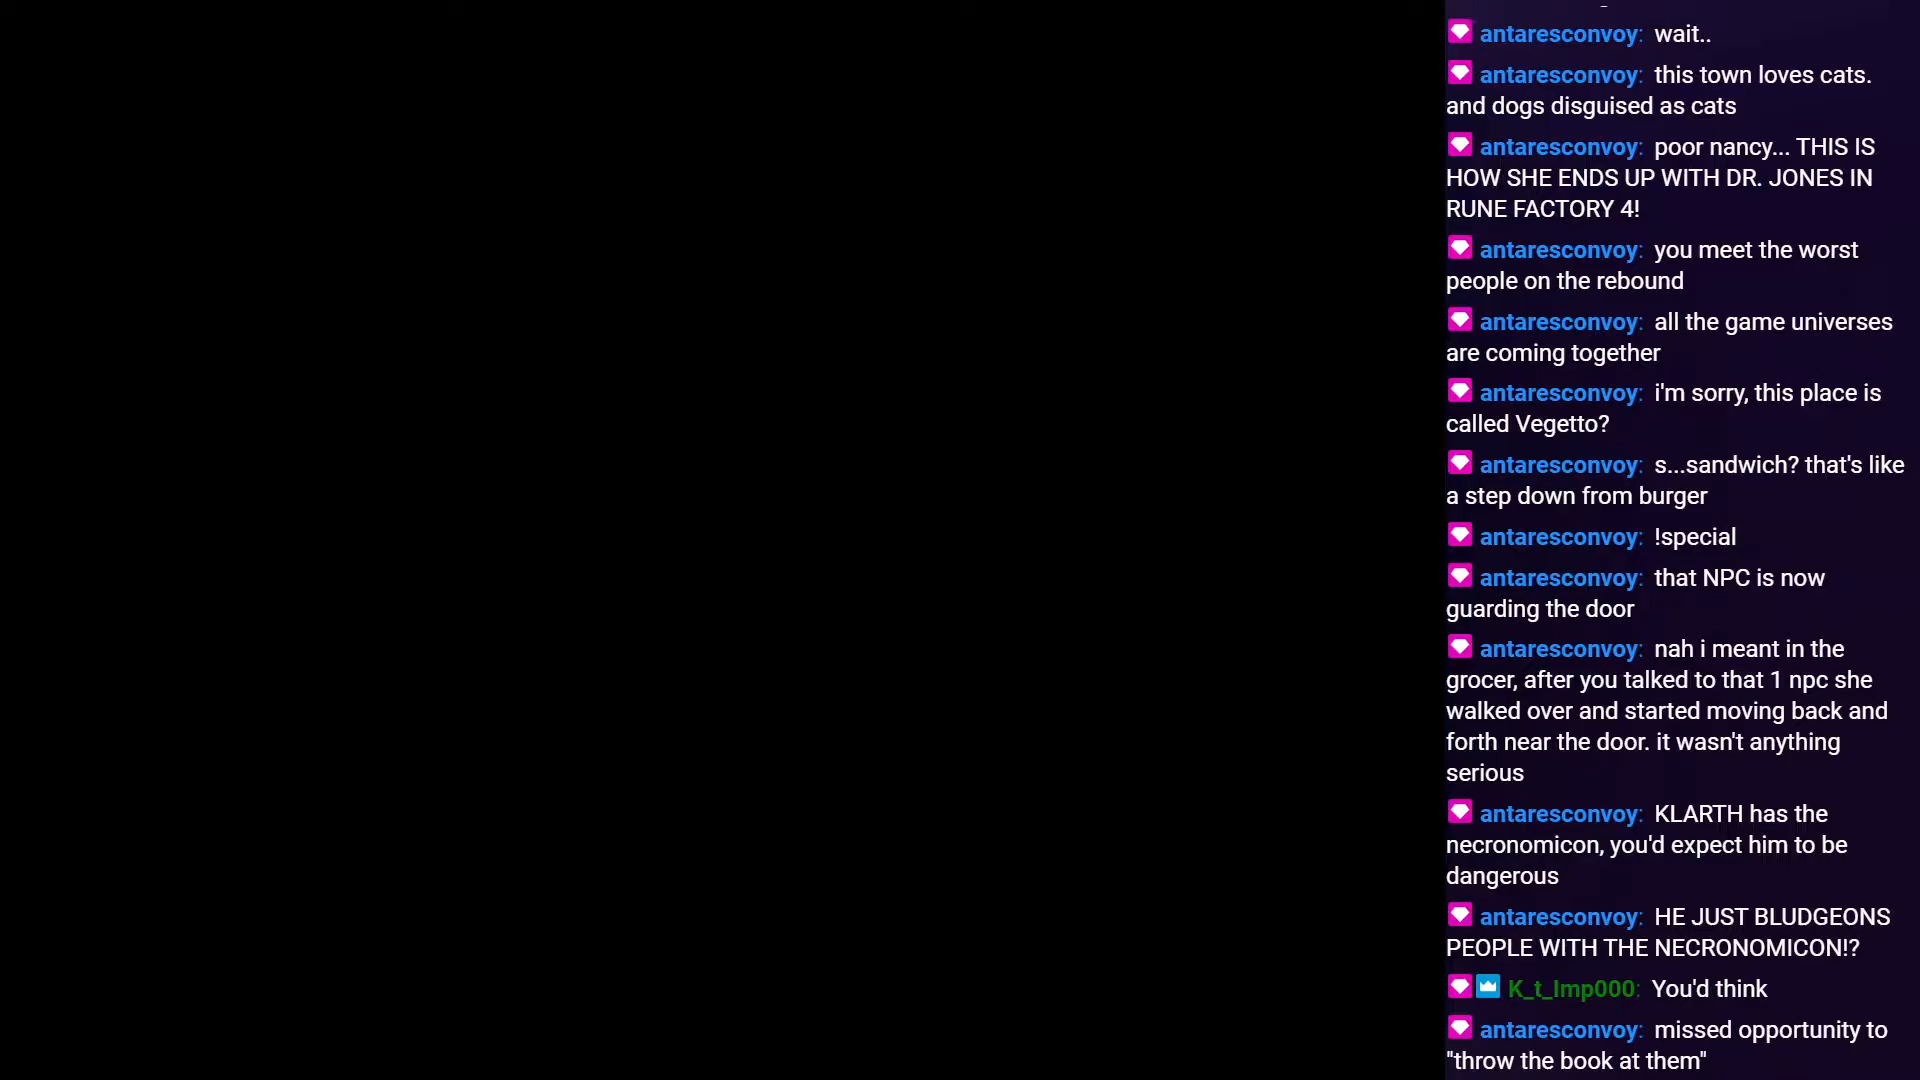 antaresconvoy: wait..
antaresconvoy: this town loves cats.
and dogs disguised as cats
antaresconvoy: poor nancy... THIS IS
HOW SHE ENDS UP WITH DR. JONES IN
RUNE FACTORY 4!
antaresconvoy: you meet the worst
people on the rebound
antaresconvoy: all the game universes
are coming together
antaresconvoy: i'm sorry, this place is
called Vegetto?
antaresconvoy: s...sandwich? that's like
a step down from burger
antaresconvoy: !special
antaresconvoy: that NPC is now
guarding the door
antaresconvoy: nah i meant in the
grocer, after you talked to that 1 npc she
walked over and started moving back and
forth near the door. it wasn't anything
serious
antaresconvoy: KLARTH has the
necronomicon, you'd expect him to be
dangerous
antaresconvoy: HE JUST BLUDGEONS
PEOPLE WITH THE NECRONOMICON!?
K_t_Imp000: You'd think
antaresconvoy: missed opportunity to
"throw the book at them"